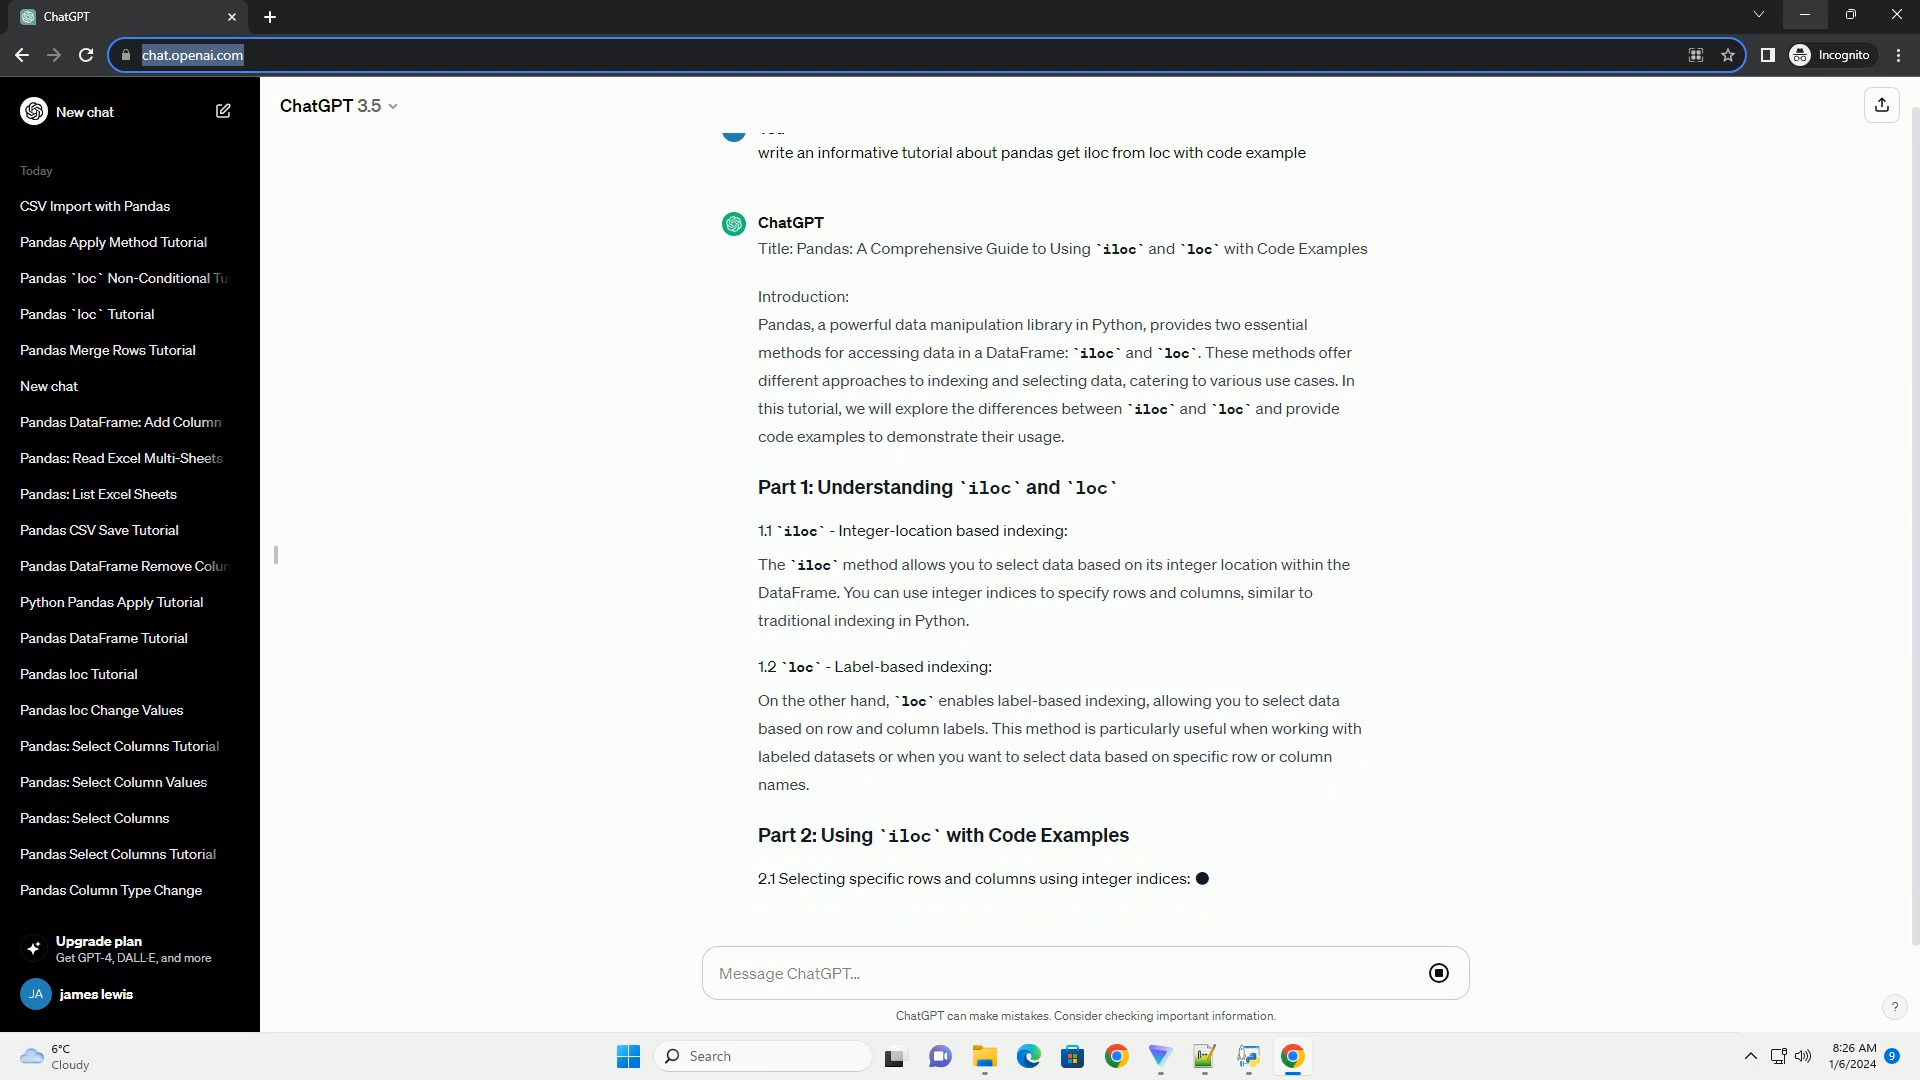 ChatGPT
chat.openai.com
Incognito
New chat
Today
CSV Import with Pandas
Pandas Apply Method Tutorial
Pandas `loc` Non-Conditional Tu
Pandas `loc` Tutorial
Pandas Merge Rows Tutorial
New chat
Pandas DataFrame: Add Column
Pandas: Read Excel Multi-Sheets
Pandas: List Excel Sheets
Pandas CSV Save Tutorial
Pandas DataFrame Remove Colu
Python Pandas Apply Tutorial
Pandas DataFrame Tutorial
Pandas loc Tutorial
Pandas loc Change Values
Pandas: Select Columns Tutorial
Pandas: Select Column Values
Pandas: Select Columns
Pandas Select Columns Tutorial
Pandas Column Type Change
Upgrade plan
Get GPT-4, DALL·E, and more
JA james lewis
ChatGPT 3.5
write an informative tutorial about pandas get iloc from loc with code example
ChatGPT
Title: Pandas: A Comprehensive Guide to Using `iloc` and `loc` with Code Examples
Introduction:
Pandas, a powerful data manipulation library in Python, provides two essential
methods for accessing data in a DataFrame: `iloc` and `loc`. These methods offer
different approaches to indexing and selecting data, catering to various use cases. In
this tutorial, we will explore the differences between `iloc` and `loc` and provide
code examples to demonstrate their usage.
Part 1: Understanding `iloc` and `loc`
1.1 `iloc` - Integer-location based indexing:
The `iloc` method allows you to select data based on its integer location within the
DataFrame. You can use integer indices to specify rows and columns, similar to
traditional indexing in Python.
1.2 `loc` - Label-based indexing:
On the other hand, `loc` enables label-based indexing, allowing you to select data
based on row and column labels. This method is particularly useful when working with
labeled datasets or when you want to select data based on specific row or column
names.
Part 2: Using `iloc` with Code Examples
2.1 Selecting specific rows and columns using integer indices:
Message ChatGPT...
ChatGPT can make mistakes. Consider checking important information.
?
6°C
Cloudy
Search
8:26 AM
1/6/2024
9